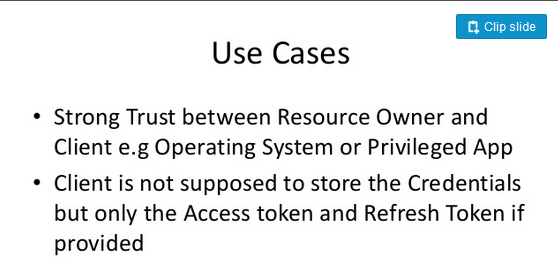 Clip slide
Use Cases
• Strong Trust between Resource Owner and
Client e.g Operating System or Privileged App
• Client is not supposed to store the Credentials
but only the Access token and Refresh Token if
provided